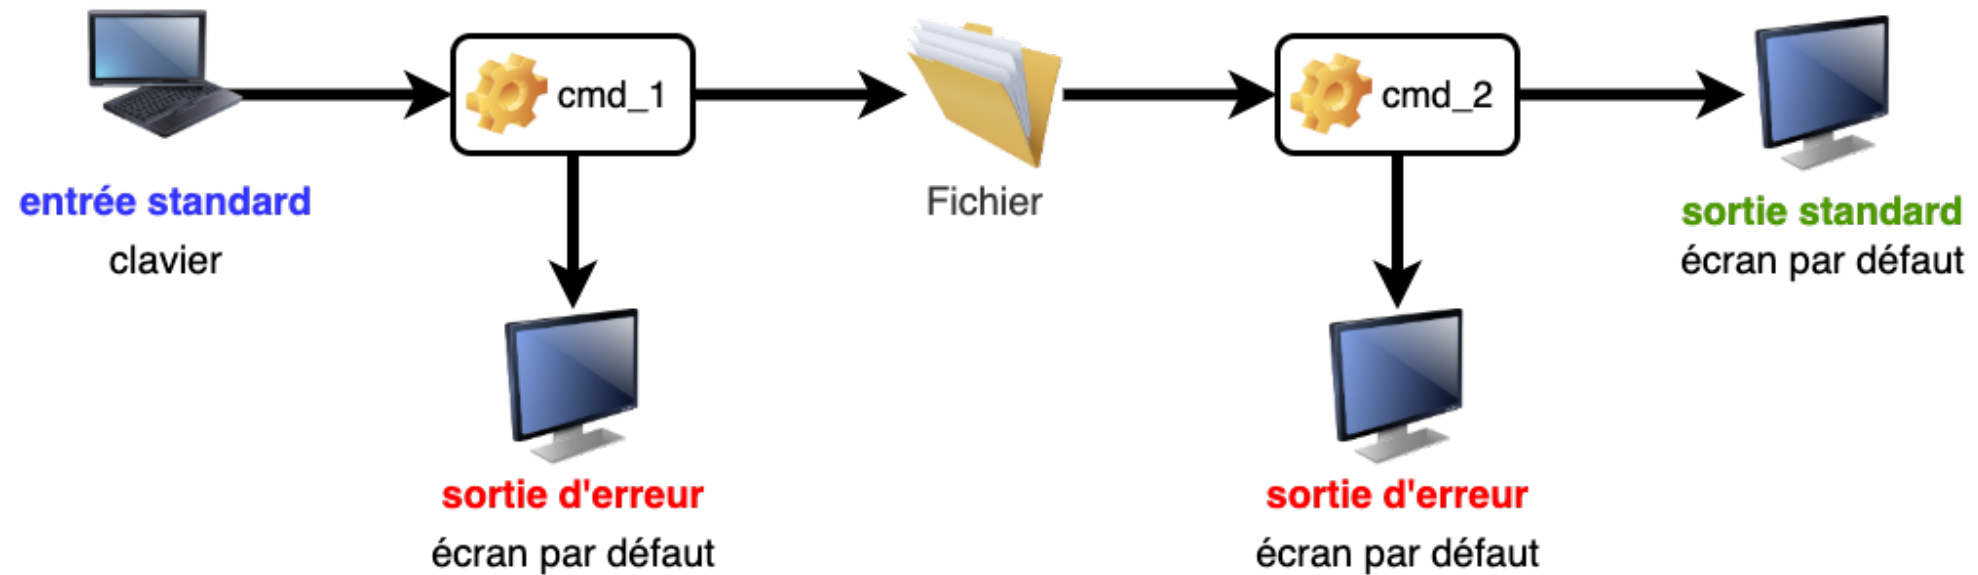 cmd_1
cmd_2
entrée standard
clavier
Fichier
sortie standard
écran par défaut
sortie d'erreur
écran par défaut
sortie d'erreur
écran par défaut